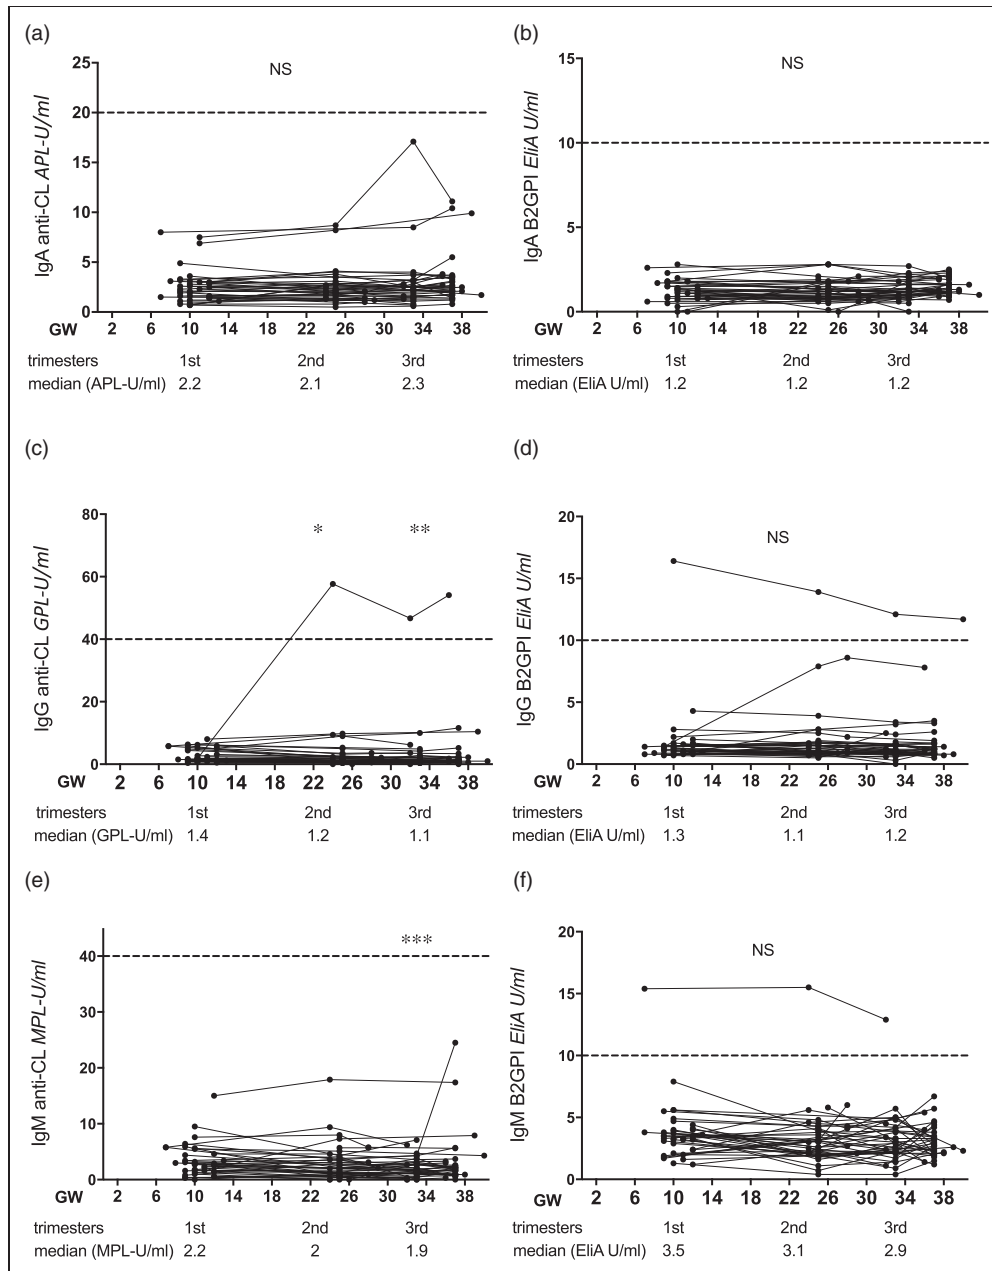 (a)
25
20
15
10
5
0
IgA anti-CL APL-U/ml
NS
GW 2 6 10 14 18 22 26 30 34 38
trimesters 1st 2nd 3rd
median (APL-U/ml) 2.2 2.1 2.3
(b)
15
10
5
0
IgA B2GPI EliA U/ml
NS
GW 2 6 10 14 18 22 26 30 34 38
trimesters 1st 2nd 3rd
median (EliA U/ml) 1.2 1.2 1.2
(c)
80
60
40
20
0
IgG anti-CL GPL-U/ml
* **
GW 2 6 10 14 18 22 26 30 34 38
trimesters 1st 2nd 3rd
median (GPL-U/ml) 1.4 1.2 1.1
(d)
20
15
10
5
0
IgG B2GPI EliA U/ml
NS
GW 2 6 10 14 18 22 26 30 34 38
trimesters 1st 2nd 3rd
median (EliA U/ml) 1.3 1.1 1.2
(e)
40
30
20
10
0
IgM anti-CL MPL-U/ml
***
GW 2 6 10 14 18 22 26 30 34 38
trimesters 1st 2nd 3rd
median (MPL-U/ml) 2.2 2 1.9
(f)
20
15
10
5
0
IgM B2GPI EliA U/ml
NS
GW 2 6 10 14 18 22 26 30 34 38
trimesters 1st 2nd 3rd
median (EliA U/ml) 3.5 3.1 2.9